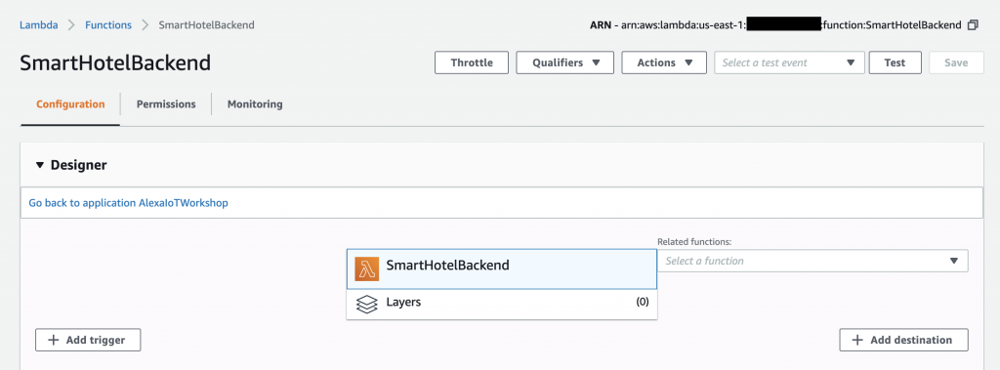 Lambda > Functions > SmartHotelBackend ARN - arn:aws:lambda:us-east-1: :function:SmartHotelBackend
SmartHotelBackend Throttle Qualifiers Actions Select a test event Test Save
Configuration Permissions Monitoring
Designer
Go back to application AlexaIoTWorkshop
Related functions:
SmartHotelBackend Select a function
Layers (0)
+ Add trigger + Add destination